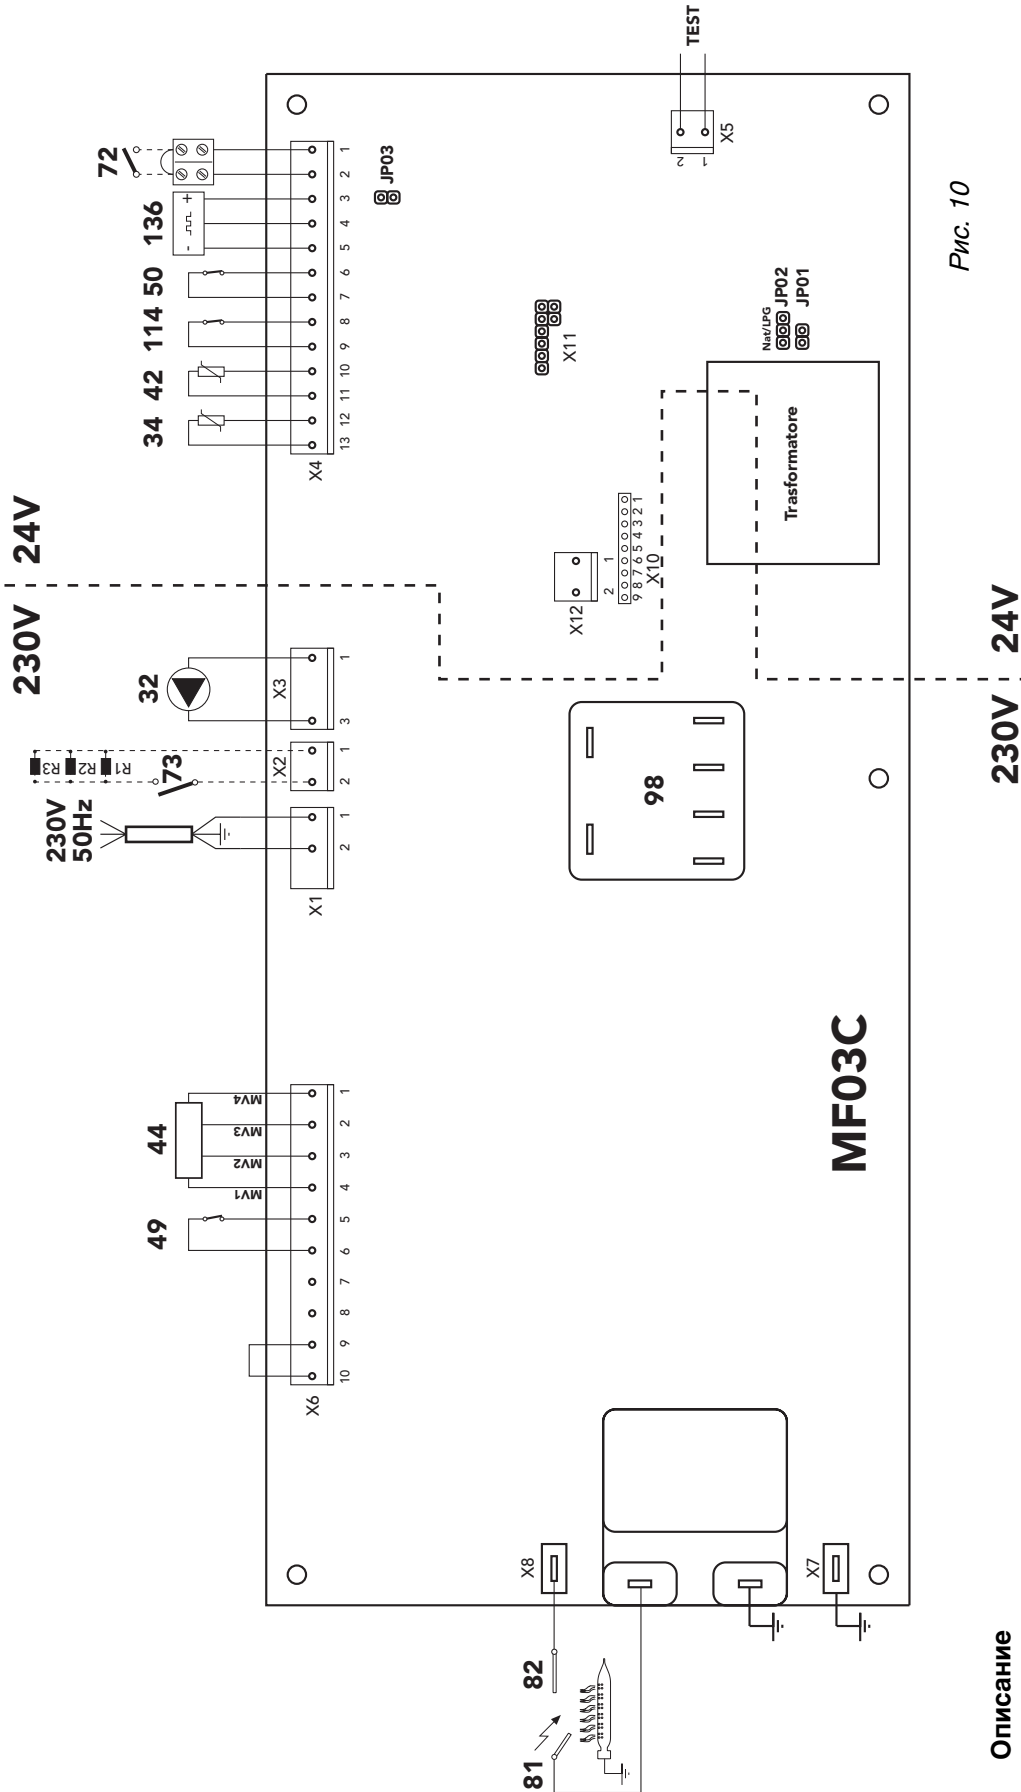 230V
24V
72
136
50
114
42
34
32
73
R3
R2
R1
230V
50Hz
44
49
MV1
MV2
MV3
MV4
- +
X6
10 9 8 7 6 5 4 3 2 1
X1
2 1
X2
2 1
X3
3 1
X4
13 12 11 10 9 8 7 6 5 4 3 2 1
JP03
TEST
X5
2
1
X11
X12
2 1
9 8 7 6 5 4 3 2 1
X10
Nat/LPG
JP02
JP01
Trasformatore
98
MF03C
X8
X7
81
82
230V
24V
Рис. 10
Описание